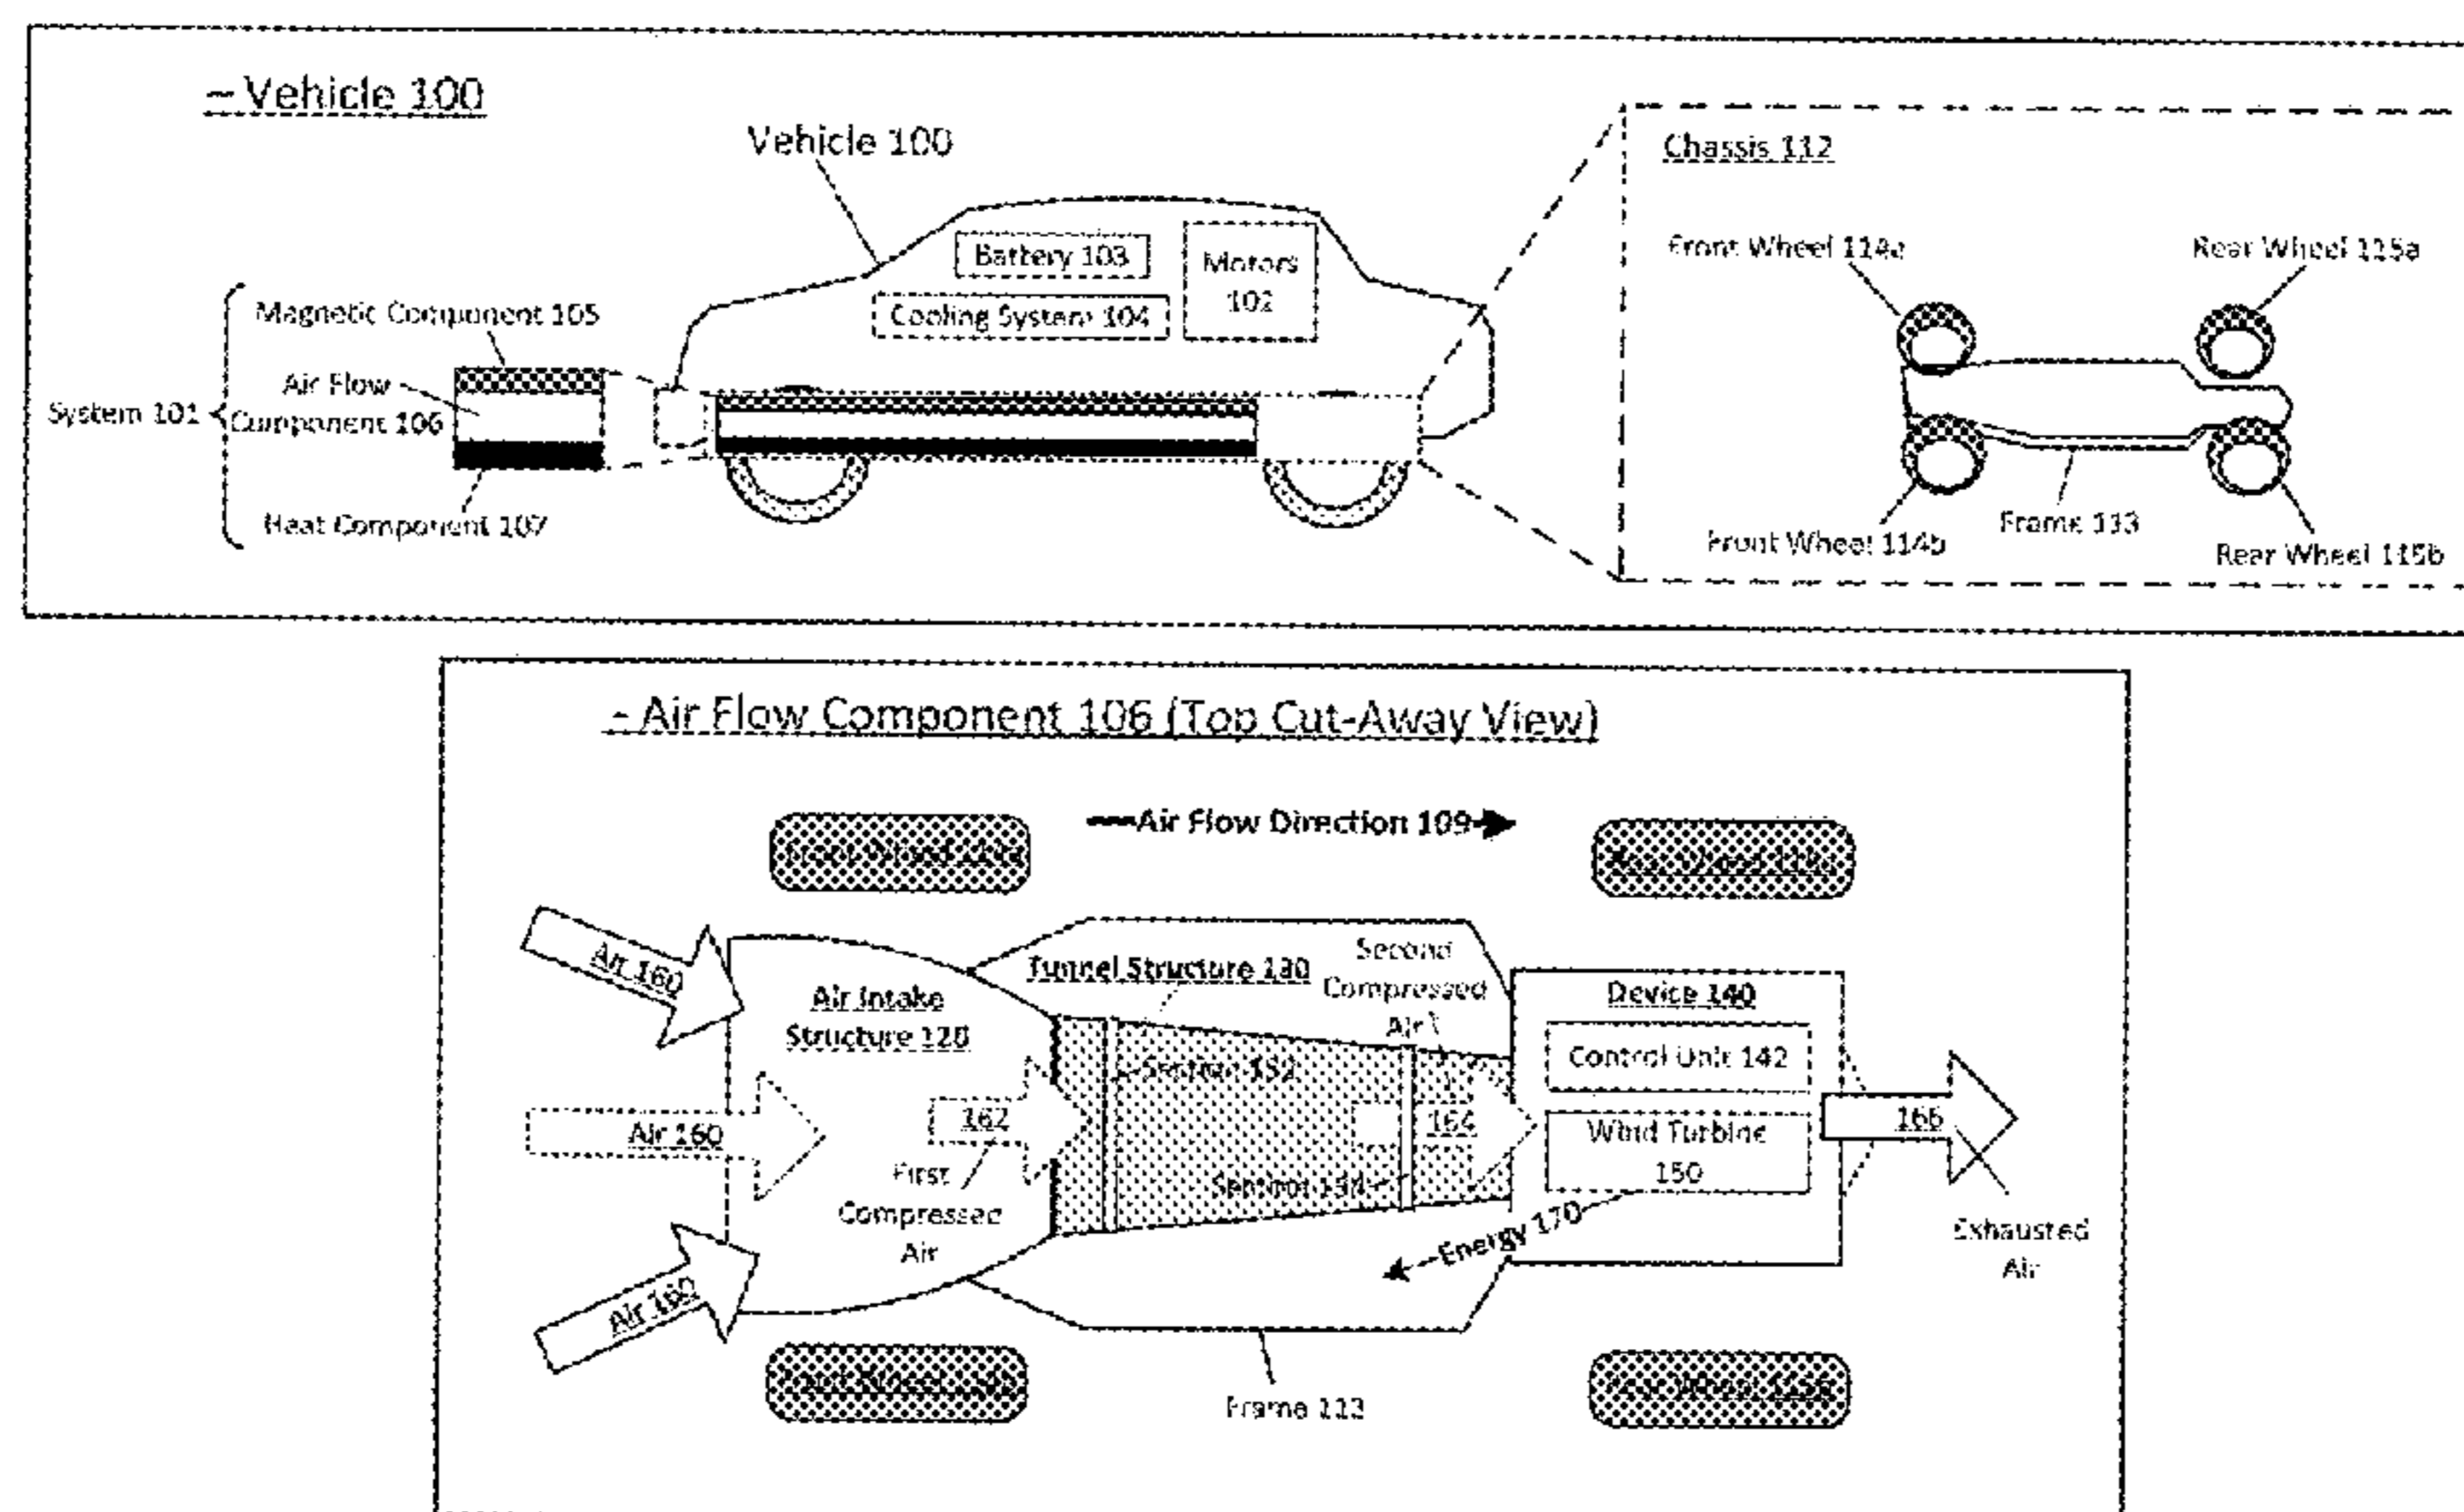 – Vehicle 100
Vehicle 100
Battery 103
Motors
102
Cooling System 104
Magnetic Component 105
Air Flow
Component 106
System 101
Heat Component 107
Chassis 112
Front Wheel 114a
Rear Wheel 115a
Front Wheel 114b
Frame 113
Rear Wheel 115b
- Air Flow Component 106 (Top Cut-Away View)
Air Flow Direction 109
Air 160
Air Intake
Structure 120
Tunnel Structure 130
Second
Compressed
Air
Device 140
Control Unit 142
Air 160
162
164
Wind Turbine
150
166
First
Compressed
Air
Energy 170
Exhausted
Air
Air 160
Frame 113